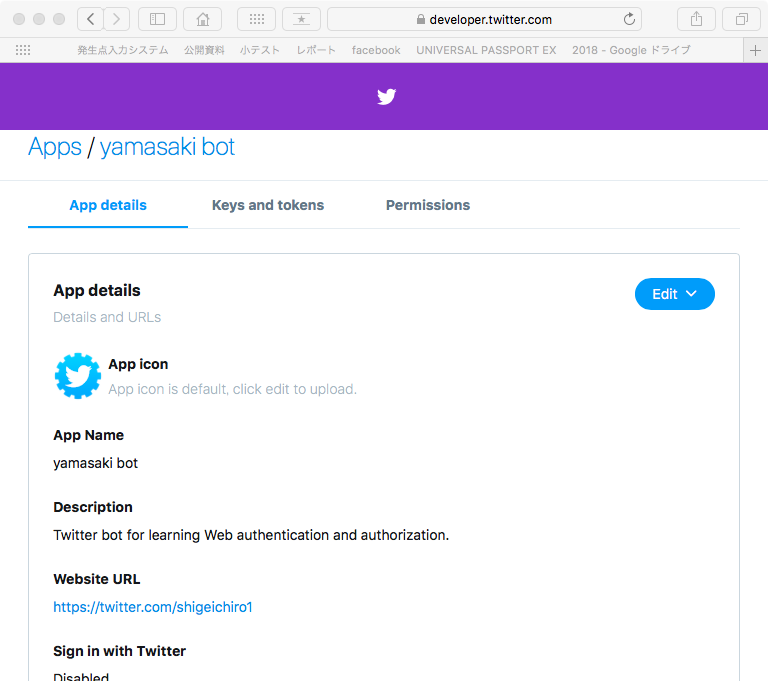 developer.twitter.com
発生点入力システム 公開資料 小テスト レポート facebook UNIVERSAL PASSPORT EX 2018 - Google ドライブ
Apps / yamasaki bot
App details Keys and tokens Permissions
App details
Edit
Details and URLs
App icon
App icon is default, click edit to upload.
App Name
yamasaki bot
Description
Twitter bot for learning Web authentication and authorization.
Website URL
https://twitter.com/shigeichiro1
Sign in with Twitter
Disabled